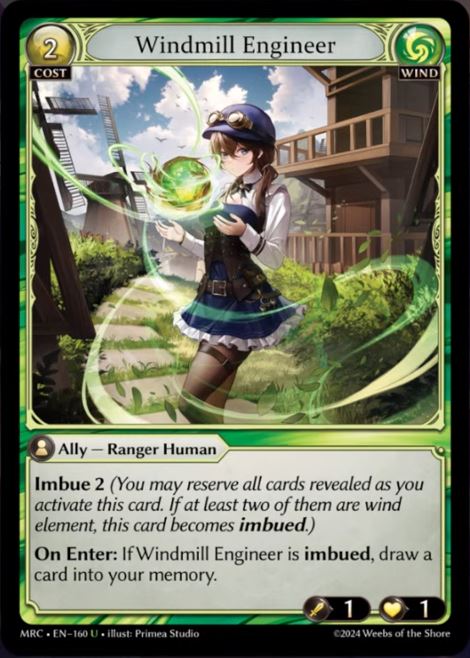 2
COST
Windmill Engineer
WIND
Ally — Ranger Human
Imbue 2 (You may reserve all cards revealed as you
activate this card. If at least two of them are wind
element, this card becomes imbued.)
On Enter: If Windmill Engineer is imbued, draw a
card into your memory.
1
1
MRC • EN-160 U • illust: Primea Studio
©2024 Weebs of the Shore